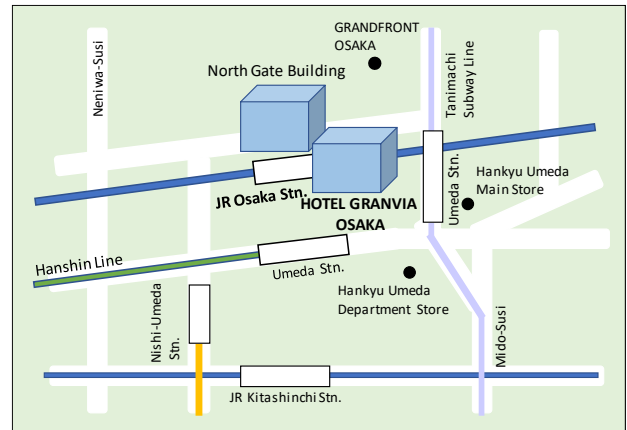 GRANDFRONT
OSAKA
North Gate Building
Neniwa-Susi
Tanimachi
Subway Line
JR Osaka Stn.
HOTEL GRANVIA
OSAKA
Umeda Stn.
Hankyu Umeda
Main Store
Hanshin Line
Umeda Stn.
Hankyu Umeda
Department Store
Nishi-Umeda
Stn.
Mido-Susi
JR Kitashinchi Stn.